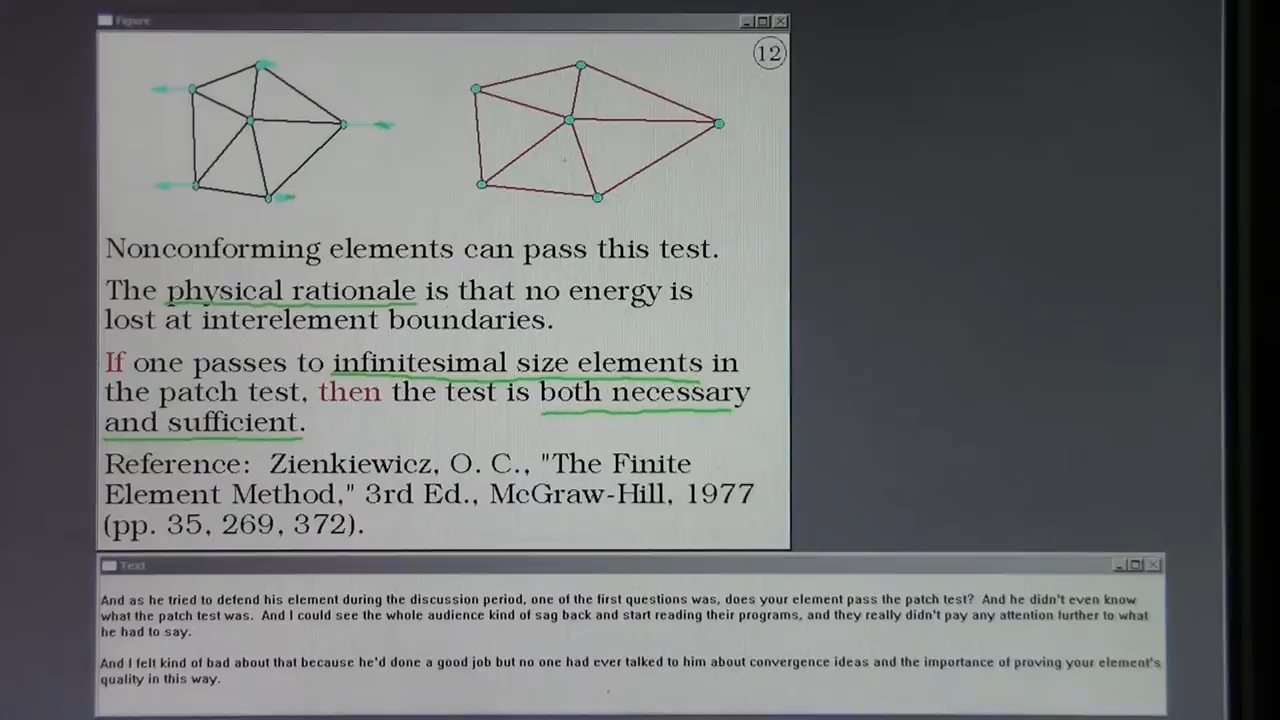 Figure
12
Nonconforming elements can pass this test.
The physical rationale is that no energy is
lost at interelement boundaries.
If one passes to infinitesimal size elements in
the patch test, then the test is both necessary
and sufficient.
Reference: Zienkiewicz, O. C., "The Finite
Element Method," 3rd Ed., McGraw-Hill, 1977
(pp. 35, 269, 372).
Text
And as he tried to defend his element during the discussion period, one of the first questions was, does your element pass the patch test? And he didn't even know
what the patch test was. And I could see the whole audience kind of sag back and start reading their programs, and they really didn't pay any attention further to what
he had to say.
And I felt kind of bad about that because he'd done a good job but no one had ever talked to him about convergence ideas and the importance of proving your element's
quality in this way.